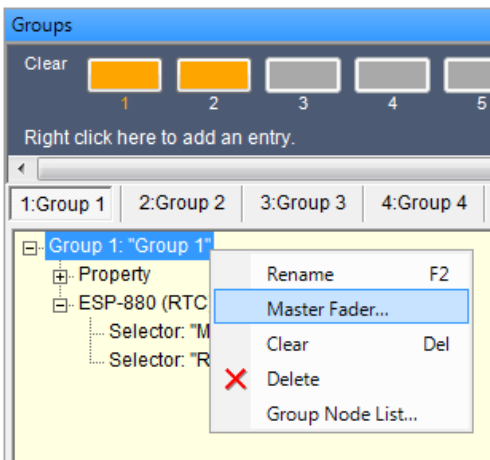 Groups
Clear
1 2 3 4 5
Right click here to add an entry.
1:Group 1 2:Group 2 3:Group 3 4:Group 4
Group 1: "Group 1"
Property
ESP-880 (RTC
Selector: "M
Selector: "R
Rename F2
Master Fader...
Clear Del
Delete
Group Node List...